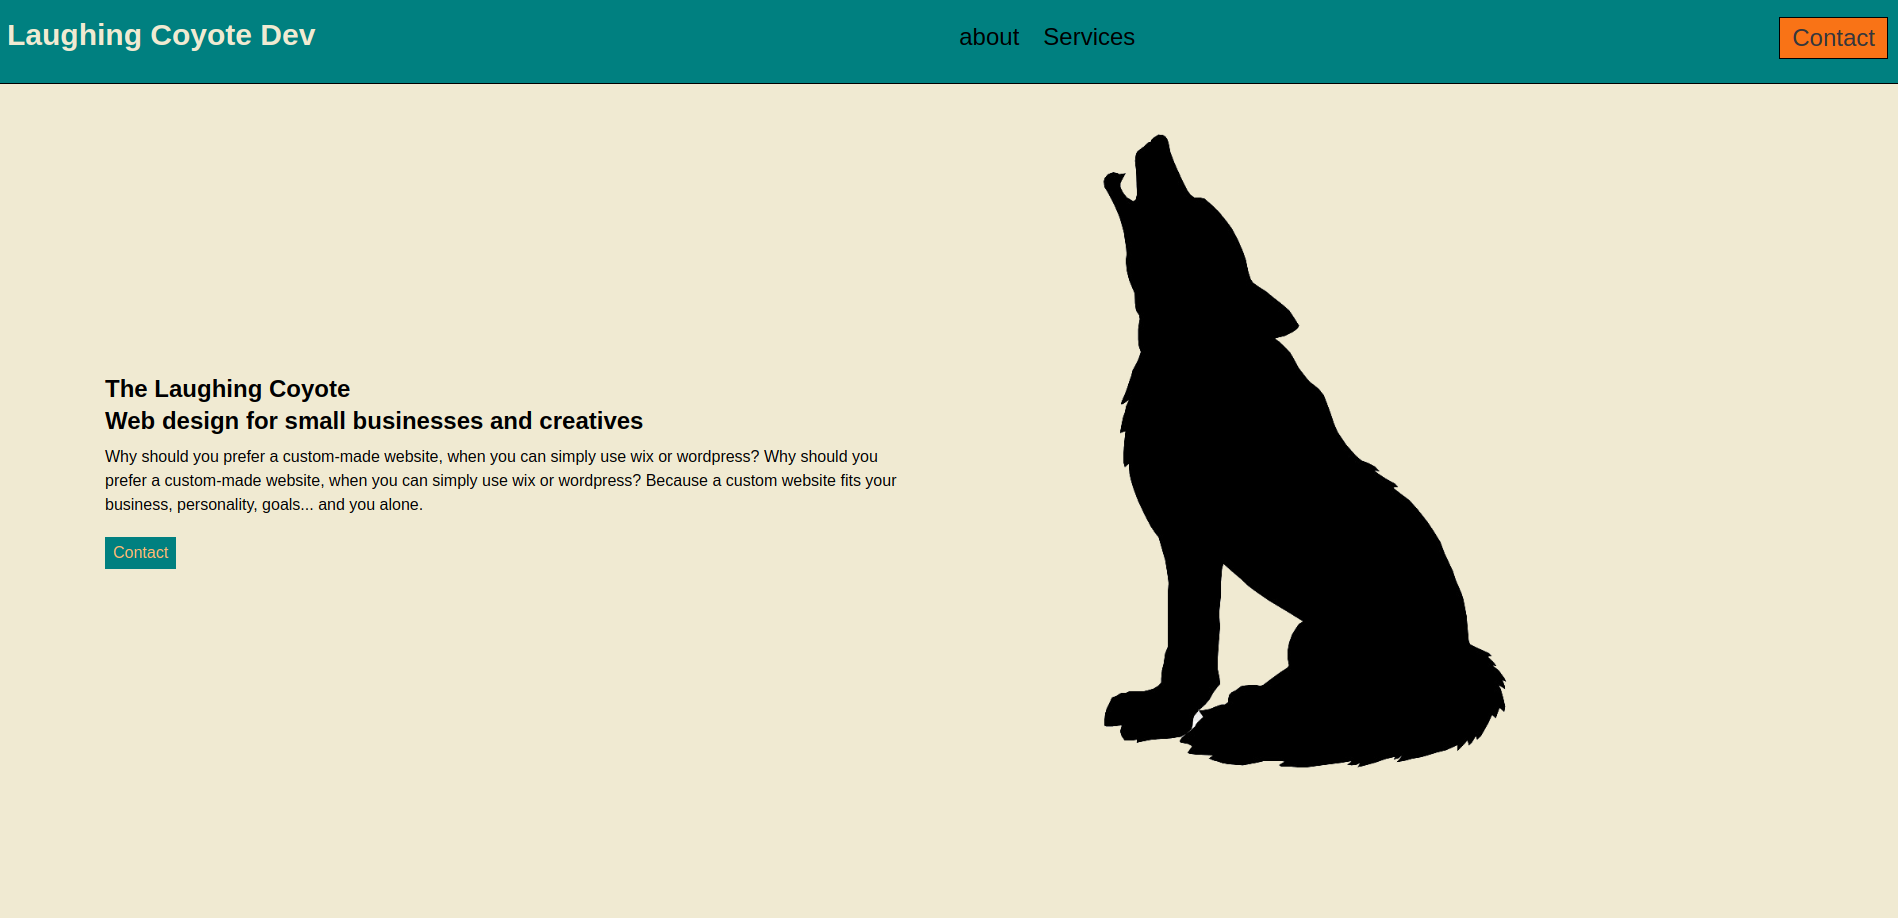 Laughing Coyote Dev
about Services
Contact
The Laughing Coyote
Web design for small businesses and creatives
Why should you prefer a custom-made website, when you can simply use wix or wordpress? Why should you
prefer a custom-made website, when you can simply use wix or wordpress? Because a custom website fits your
business, personality, goals... and you alone.
Contact